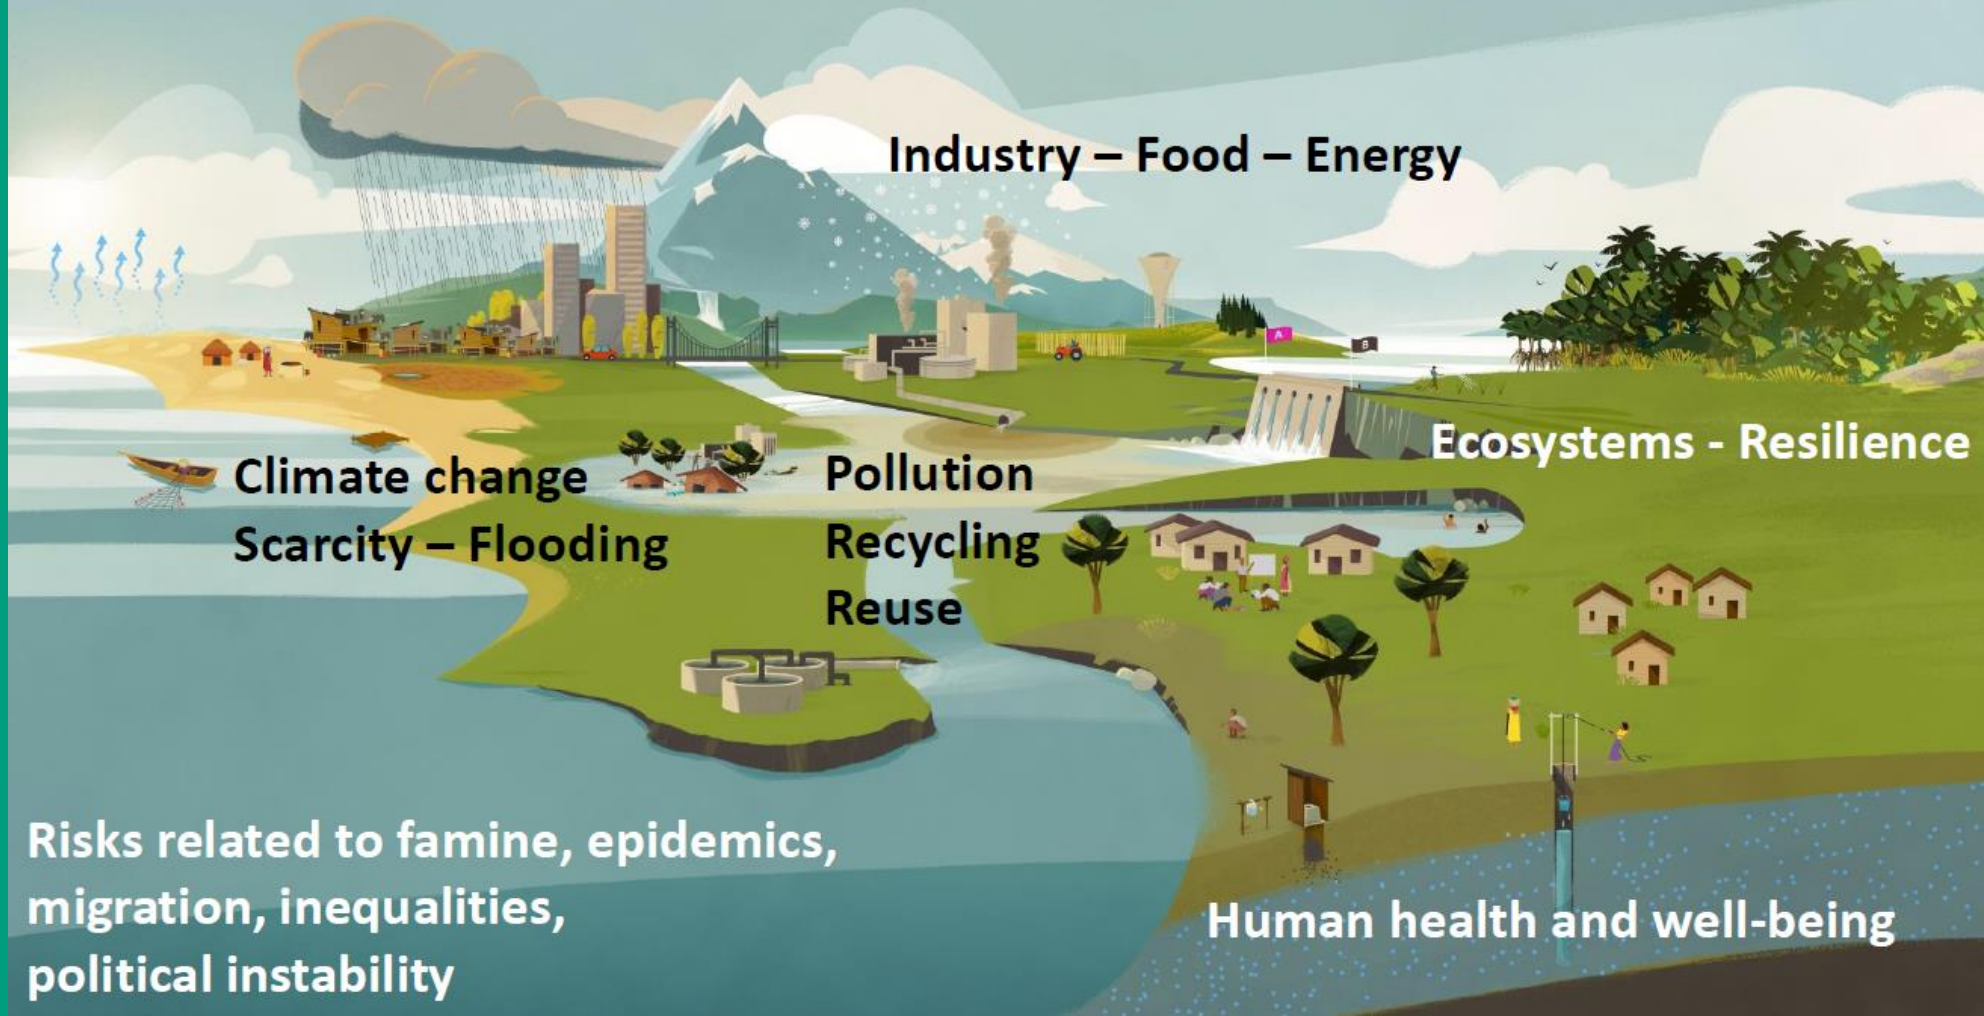 Industry – Food – Energy
A
B
Ecosystems - Resilience
Climate change
Scarcity – Flooding
Pollution
Recycling
Reuse
Risks related to famine, epidemics,
migration, inequalities,
political instability
Human health and well-being